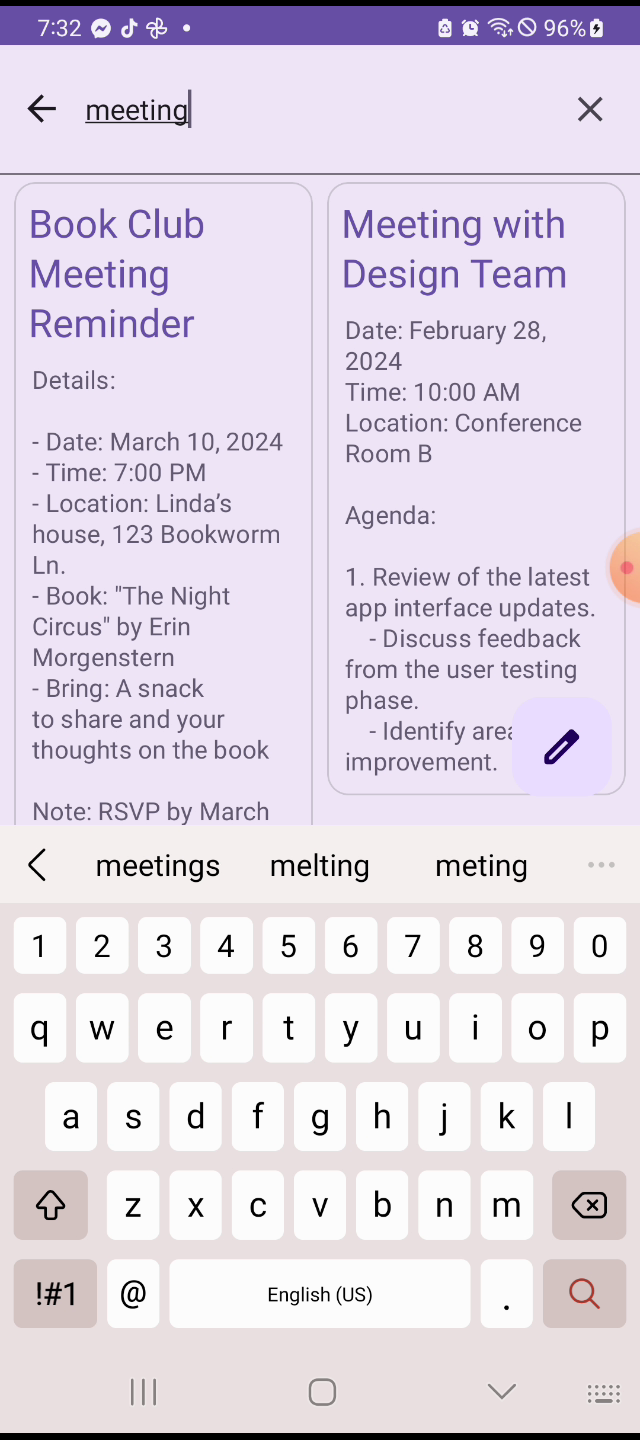 7:32
96%
meeting
Book Club
Meeting
Reminder
Details:
- Date: March 10, 2024
- Time: 7:00 PM
- Location: Linda’s
house, 123 Bookworm
Ln.
- Book: "The Night
Circus" by Erin
Morgenstern
- Bring: A snack
to share and your
thoughts on the book
Note: RSVP by March
Meeting with
Design Team
Date: February 28,
2024
Time: 10:00 AM
Location: Conference
Room B
Agenda:
1. Review of the latest
app interface updates.
- Discuss feedback
from the user testing
phase.
- Identify
improvement.
meetings melting meting
1 2 3 4 5 6 7 8 9 0
q w e r t y u i o p
a s d f g h j k l
z x c v b n m
!#1 @ English (US) .